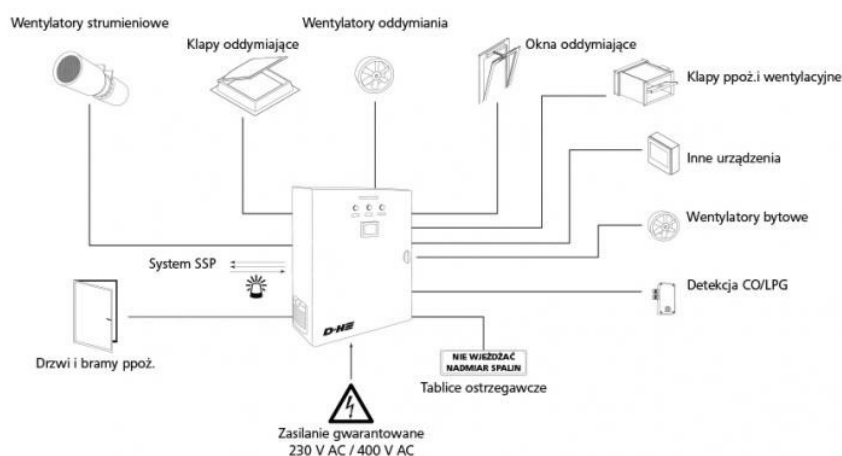 Wentylatory strumieniowe
Klapy oddymiające
Wentylatory oddymiania
Okna oddymiające
Klapy ppoż.i wentylacyjne
Inne urządzenia
Wentylatory bytowe
System SSP
Detekcja CO/LPG
D+H
NIE WJEŻDŻAĆ
NADMIAR SPALIN
Drzwi i bramy ppoż.
Tablice ostrzegawcze
Zasilanie gwarantowane
230 V AC / 400 V AC